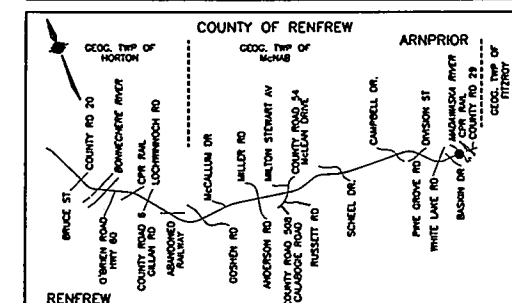 COUNTY OF RENFREW
GEOG. TWP OF
HORTON
GEOG. TWP OF
McNAB
ARNPRIOR
GEOG. TWP OF
FITZROY
COUNTY RD 20
BONNECHERE RIVER
CPR RAIL
LOCHWINNOCH RD
McCALLUM DR
MILLER RD
MILTON STEWART AV
COUNTY ROAD 54
McLEAN DRIVE
CAMPBELL DR.
DIVISION ST
MADAWASKA RIVER
CPR RAIL
COUNTY RD 29
BRUCE ST.
O'BRIEN ROAD
HWY 60
COUNTY ROAD 6
GILLAN RD
ABANDONED
RAILWAY
GOSHEN RD
ANDERSON RD
COUNTY ROAD 508
CALABOGIE ROAD
RUSSETT RD
SCHEEL DR.
PINE GROVE RD
WHITE LAKE RD
BASKIN DR
RENFREW